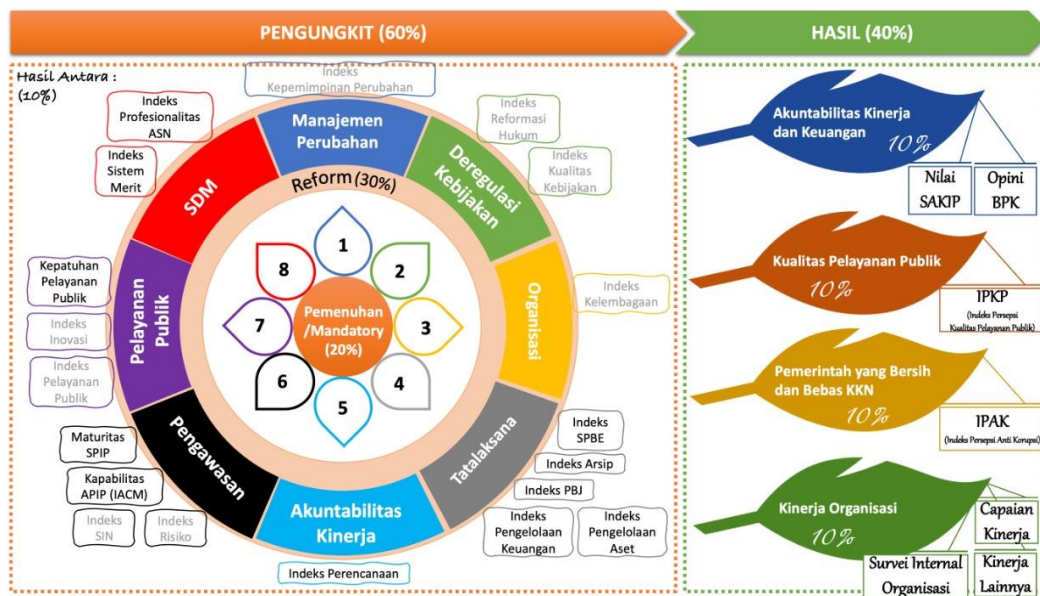 PENGUNGKIT (60%)
HASIL (40%)
Hasil Antara :
(10%)
Indeks
Kepemimpinan Perubahan
Indeks
Profesionalitas
ASN
Indeks
Sistem
Merit
Indeks
Reformasi
Hukum
Indeks
Kualitas
Kebijakan
Manajemen
Perubahan
Deregulasi
Kebijakan
Organisasi
Tatalaksana
Akuntabilitas
Kinerja
Pengawasan
Pelayanan
Publik
SDM
Reform (30%)
1
2
3
4
5
6
7
8
Pemenuhan
/Mandatory
(20%)
Kepatuhan
Pelayanan
Publik
Indeks
Inovasi
Indeks
Pelayanan
Publik
Indeks
Kelembagaan
Maturitas
SPIP
Kapabilitas
APIP (IACM)
Indeks
SIN
Indeks
Risiko
Indeks
SPBE
Indeks Arsip
Indeks PBJ
Indeks
Pengelolaan
Keuangan
Indeks
Pengelolaan
Aset
Indeks Perencanaan
Akuntabilitas Kinerja
dan Keuangan
10%
Nilai
SAKIP
Opini
BPK
Kualitas Pelayanan Publik
10%
IPKP
(Indeks Persepsi
Kualitas Pelayanan Publik)
Pemerintah yang Bersih
dan Bebas KKN
10%
IPAK
(Indeks Persepsi Anti Korupsi)
Kinerja Organisasi
10%
Capaian
Kinerja
Survei Internal
Organisasi
Kinerja
Lainnya